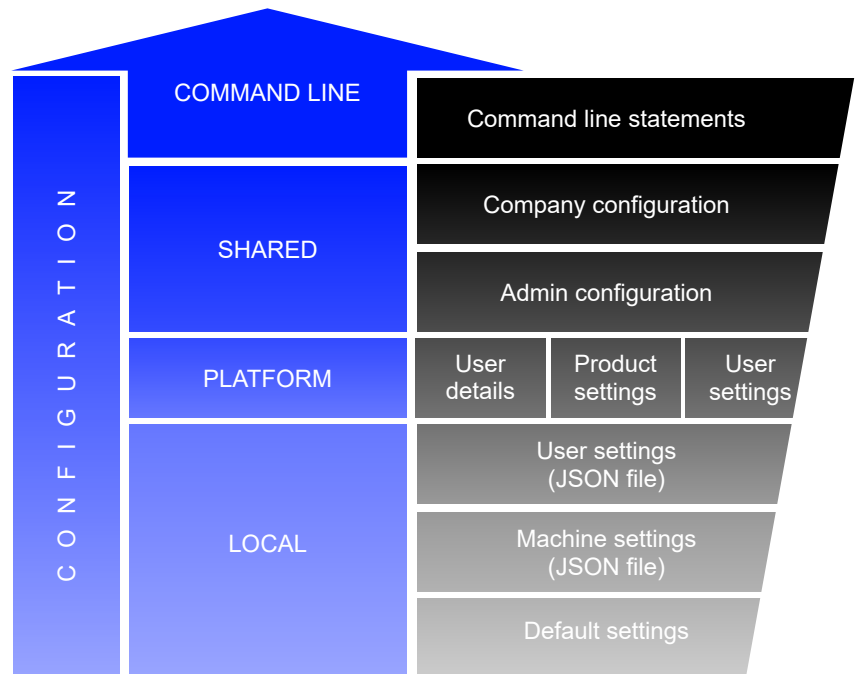 COMMAND LINE
Command line statements
CONFIGURATION
SHARED
Company configuration
Admin configuration
PLATFORM
User
details
Product
settings
User
settings
LOCAL
User settings
(JSON file)
Machine settings
(JSON file)
Default settings